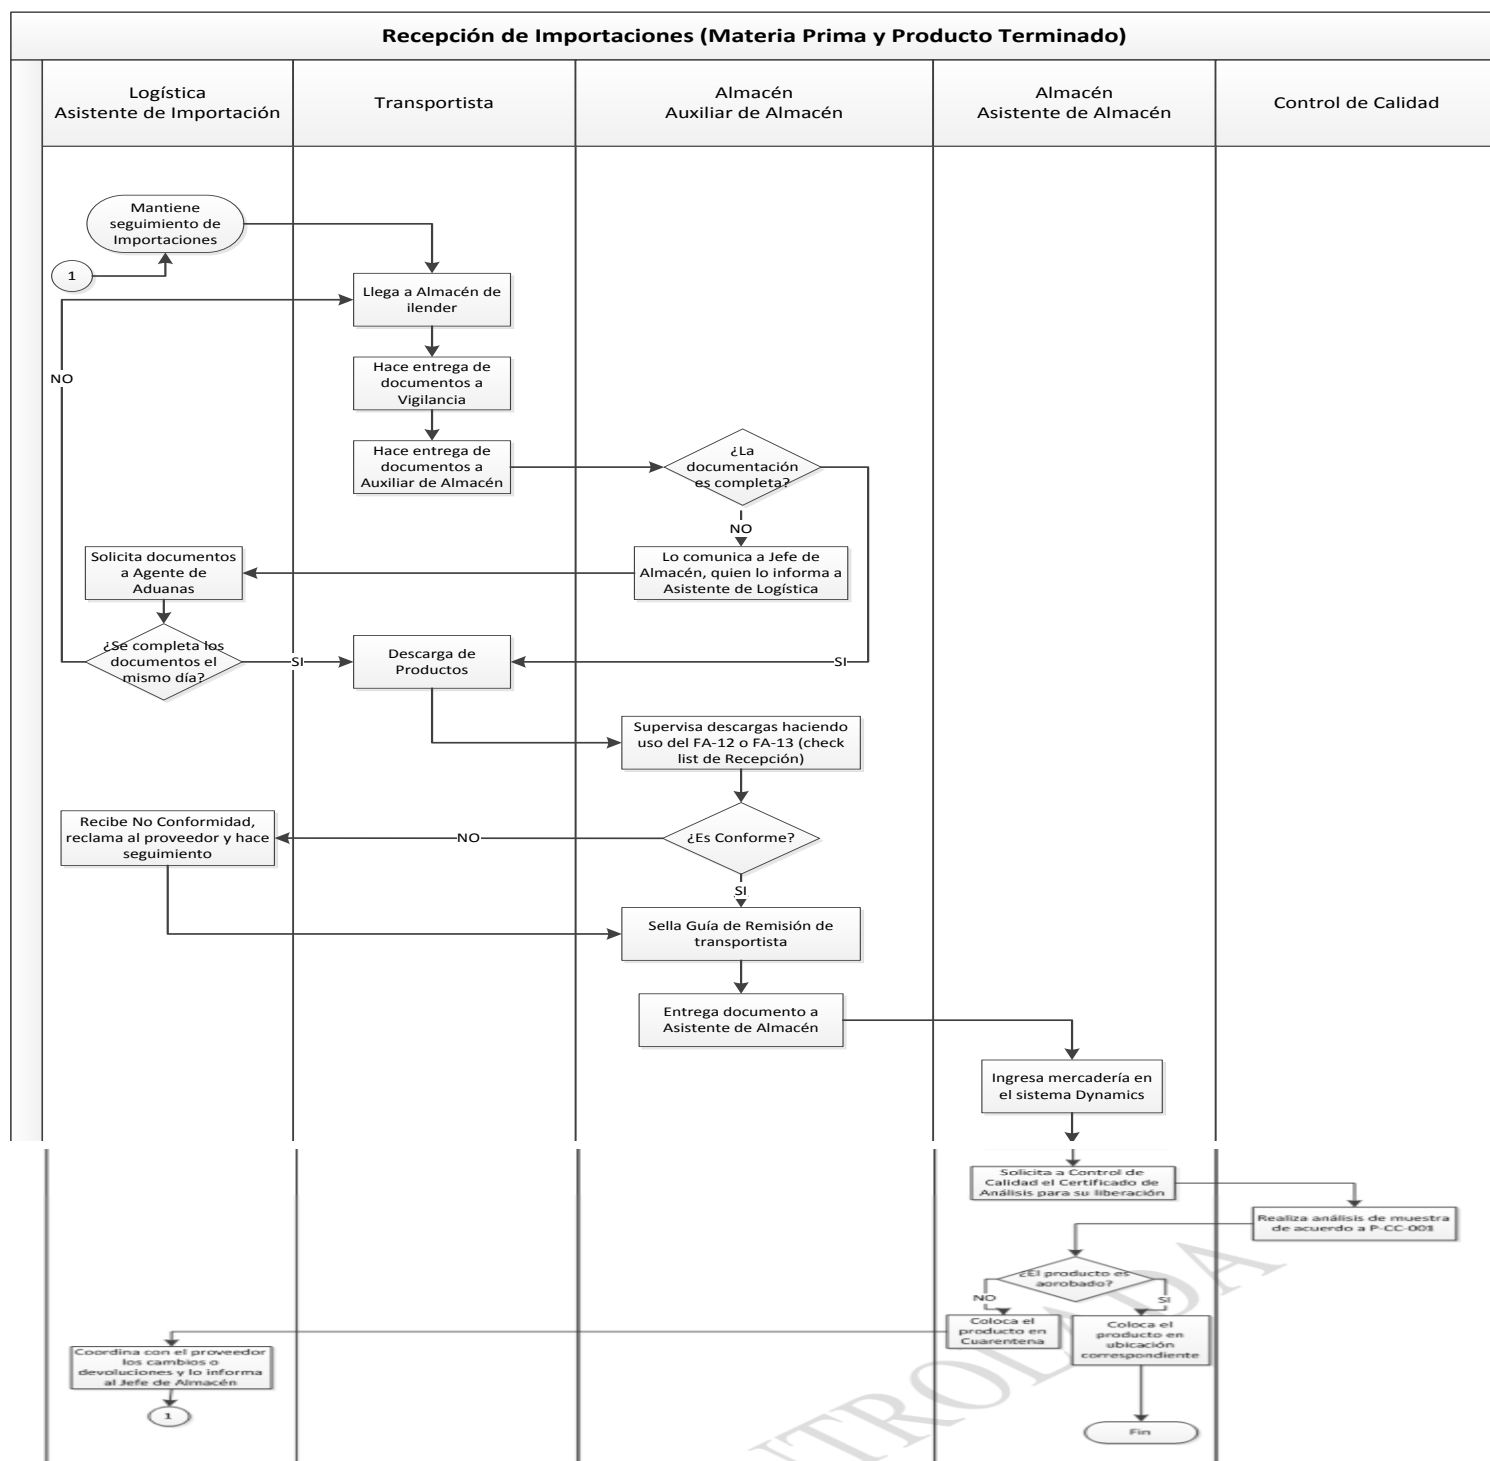 Recepción de Importaciones (Materia Prima y Producto Terminado)
Logística
Asistente de Importación
Transportista
Almacén
Auxiliar de Almacén
Almacén
Asistente de Almacén
Control de Calidad
Mantiene
seguimiento de
Importaciones
1
Llega a Almacén de
ilender
NO
Hace entrega de
documentos a
Vigilancia
Hace entrega de
documentos a
Auxiliar de Almacén
¿La
documentación
es completa?
NO
Solicita documentos
a Agente de
Aduanas
Lo comunica a Jefe de
Almacén, quien lo informa a
Asistente de Logística
¿Se completa los
documentos el
mismo día?
SI
Descarga de
Productos
SI
Supervisa descargas haciendo
uso del FA-12 o FA-13 (check
list de Recepción)
Recibe No Conformidad,
reclama al proveedor y hace
seguimiento
NO
¿Es Conforme?
SI
Sella Guía de Remisión de
transportista
Entrega documento a
Asistente de Almacén
Ingresa mercadería en
el sistema Dynamics
Solicita a Control de
Calidad el Certificado de
Análisis para su liberación
Realiza análisis de muestra
de acuerdo a P-CC-001
¿El producto es
aprobado?
NO
SI
Coloca el
producto en
Cuarentena
Coloca el
producto en
ubicación
correspondiente
Coordina con el proveedor
los cambios o
devoluciones y lo informa
al Jefe de Almacén
1
Fin
NTROLADA